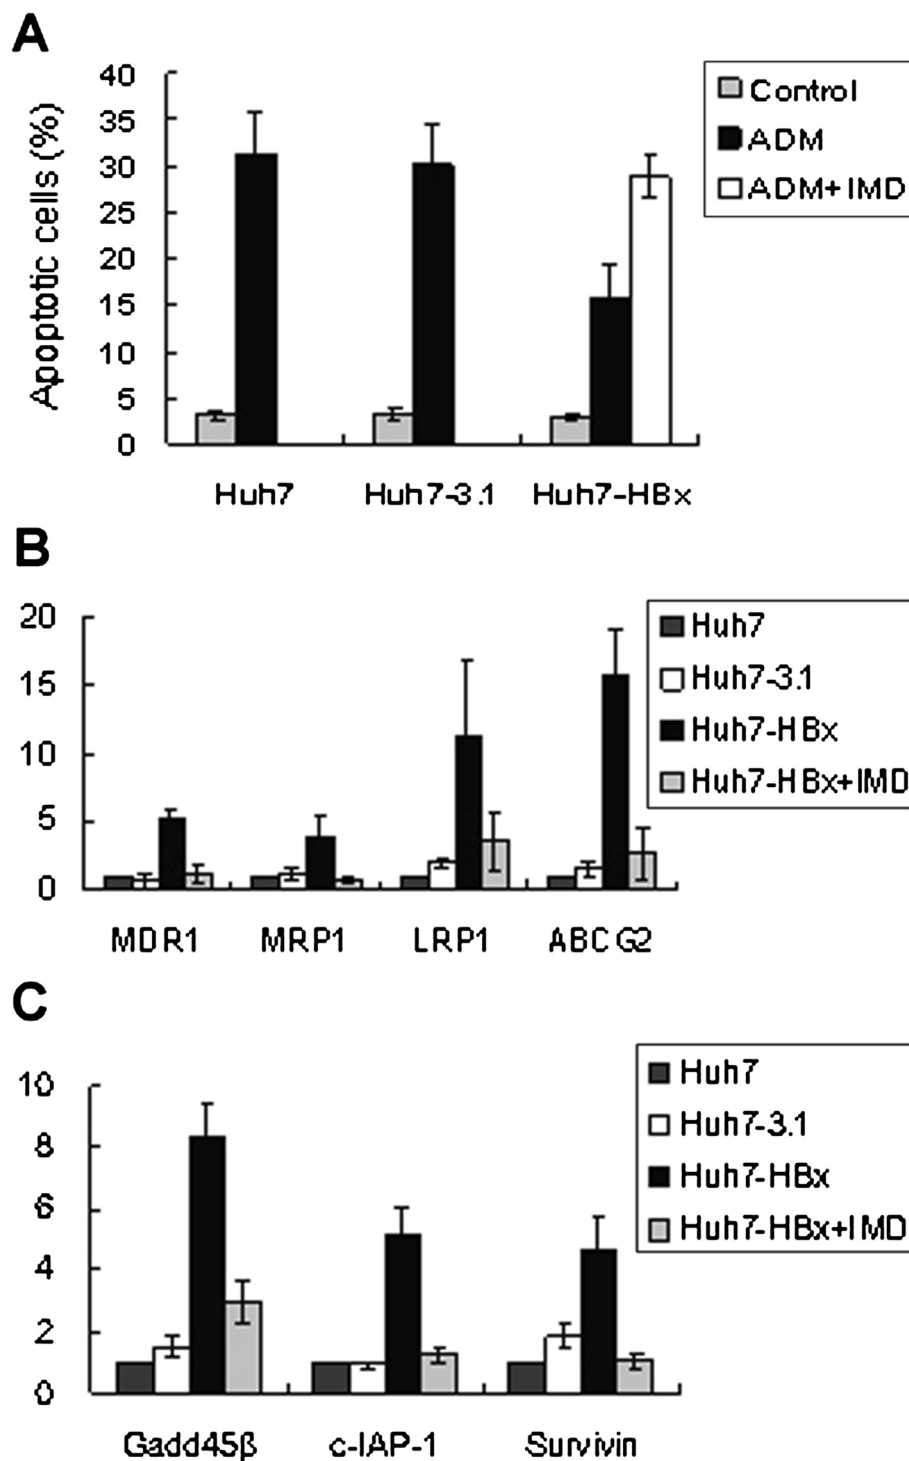 A
Apoptotic cells (%)
40
35
30
25
20
15
10
5
0
Huh7 Huh7-3.1 Huh7-HBx
Control
ADM
ADM+IMD
B
20
15
10
5
0
MDR1 MRP1 LRP1 ABCG2
Huh7
Huh7-3.1
Huh7-HBx
Huh7-HBx+IMD
C
10
8
6
4
2
0
Gadd45β c-IAP-1 Survivin
Huh7
Huh7-3.1
Huh7-HBx
Huh7-HBx+IMD